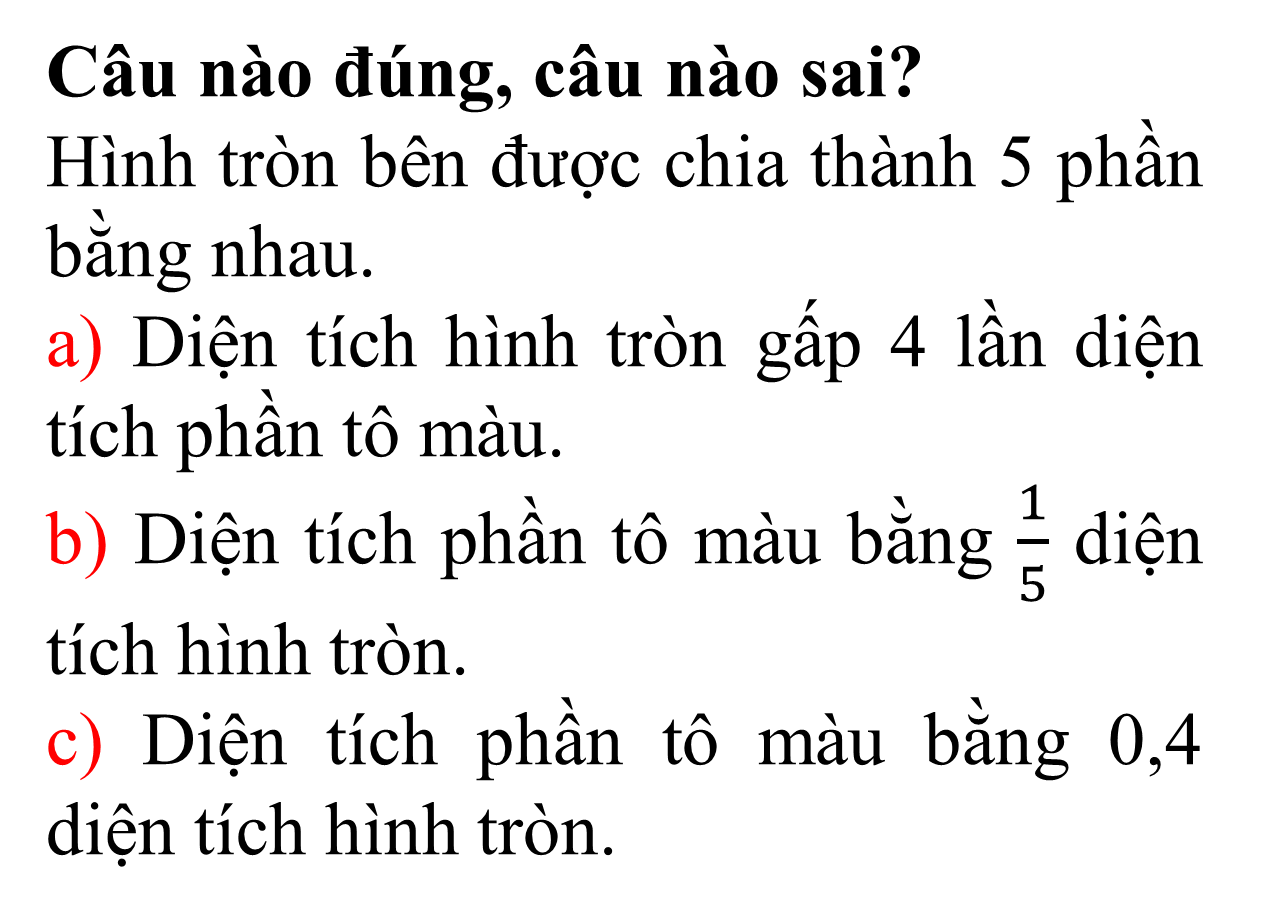 Câu nào đúng, câu nào sai?
Hình tròn bên được chia thành 5 phần
bằng nhau.
a) Diện tích hình tròn gấp 4 lần diện
tích phần tô màu.
b) Diện tích phần tô màu bằng 1/5 diện
tích hình tròn.
c) Diện tích phần tô màu bằng 0,4
diện tích hình tròn.